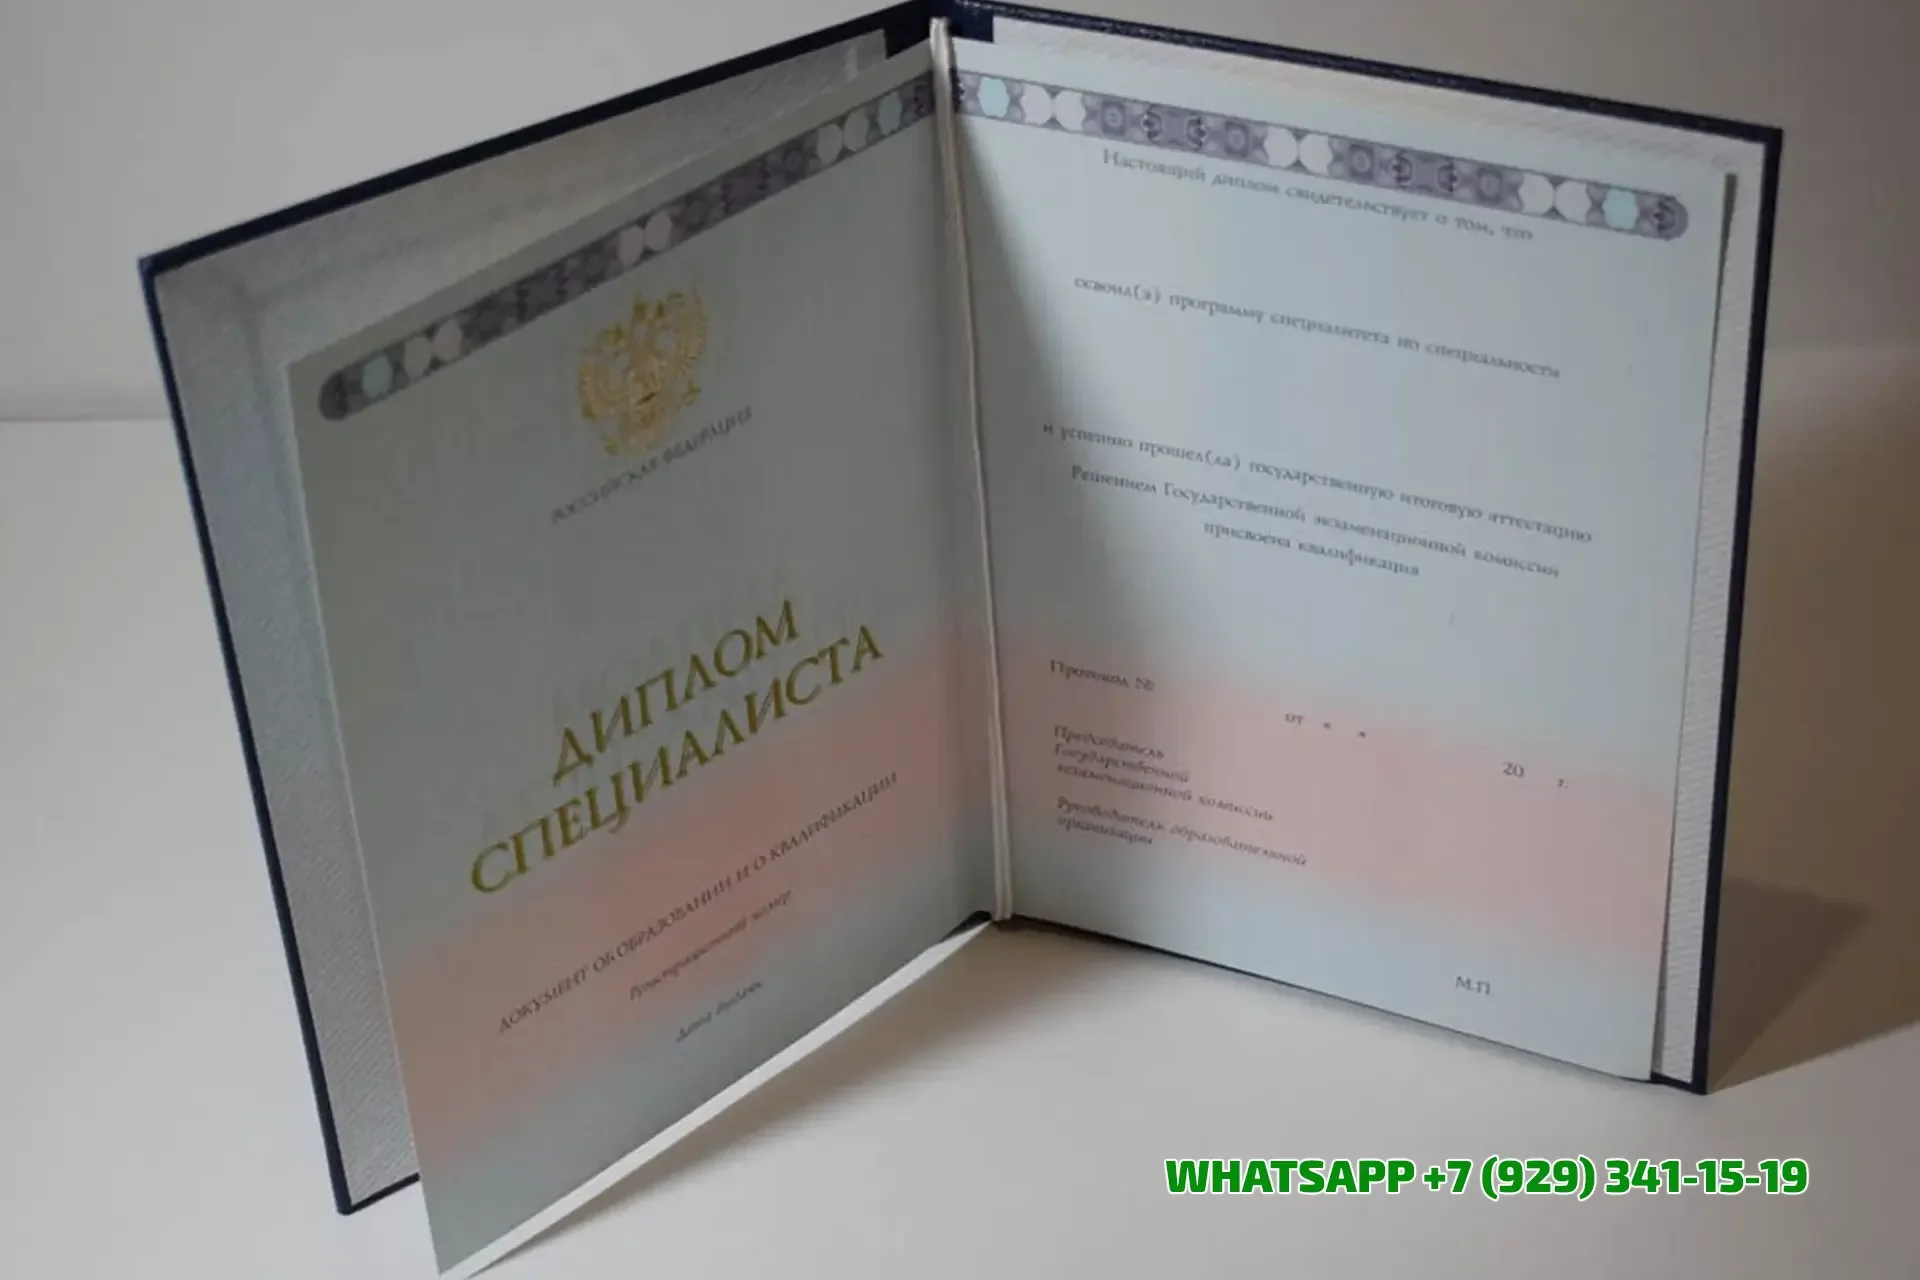 РОССИЙСКАЯ ФЕДЕРАЦИЯ
ДИПЛОМ
СПЕЦИАЛИСТА
ДОКУМЕНТ ОБ ОБРАЗОВАНИИ И О КВАЛИФИКАЦИИ
Регистрационный номер
Дата выдачи
Настоящий диплом свидетельствует о том, что
освоил(а) программу специалитета по специальности
и успешно прошел(ла) государственную итоговую аттестацию
Решением Государственной экзаменационной комиссии
присвоена квалификация
Протокол №
от « »
20 г.
Председатель
Государственной
экзаменационной комиссии
Руководитель образовательной
организации
М.П.
WHATSAPP +7 (929) 341-15-19